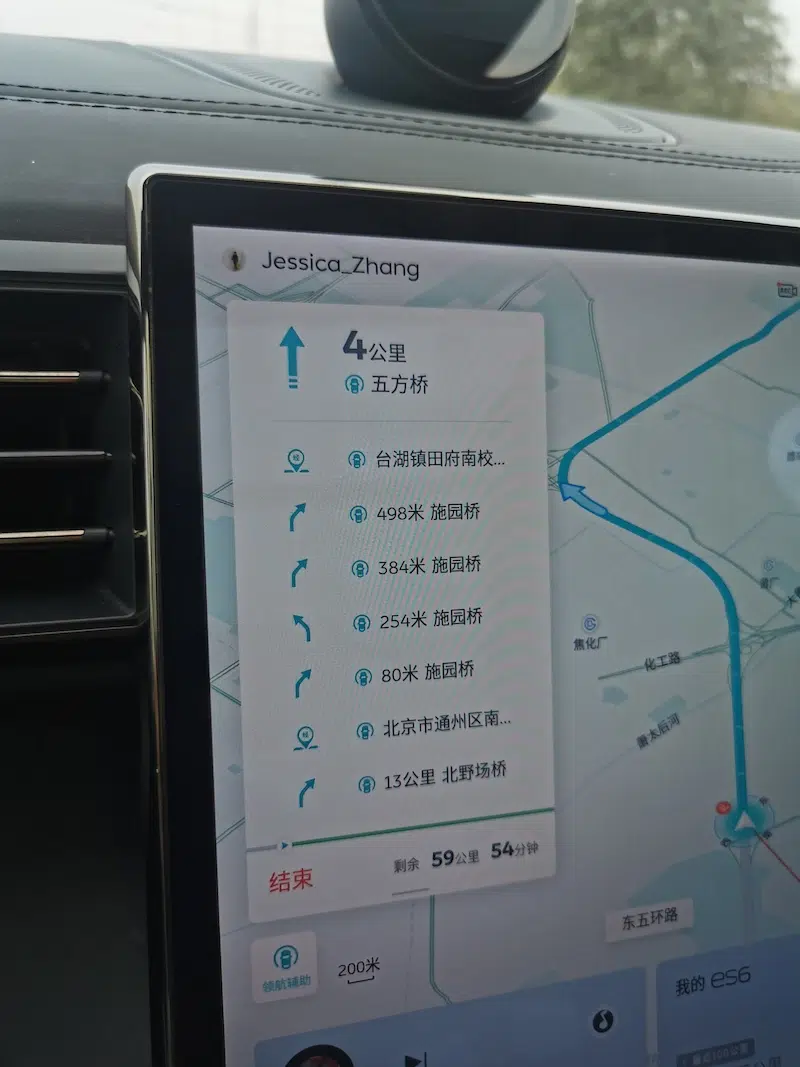 Jessica_Zhang
4公里
五方桥
台湖镇田府南校...
498米 施园桥
384米 施园桥
254米 施园桥
80米 施园桥
北京市通州区南...
13公里 北野场桥
剩余 59公里 54分钟
结束
领航辅助
200米
焦化厂
化工路
萧太后河
东五环路
我的 es6